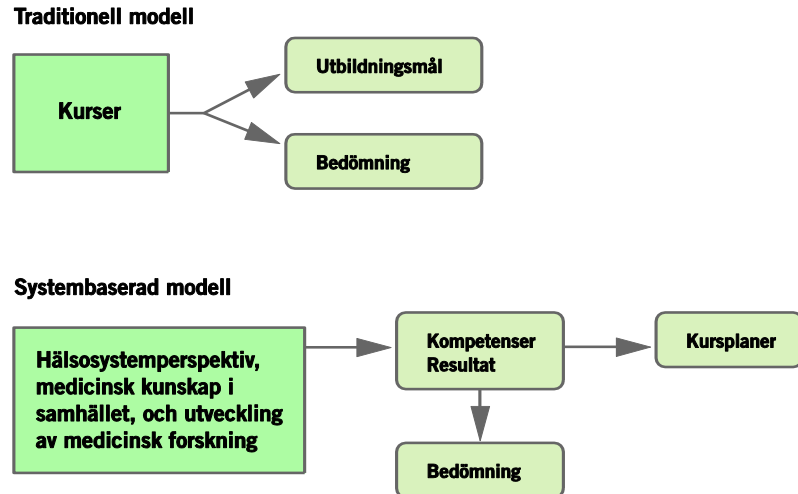 Traditionell modell
Kurser
Utbildningsmål
Bedömning
Systembaserad modell
Hälsosystemperspektiv,
medicinsk kunskap i
samhället, och utveckling
av medicinsk forskning
Kompetenser
Resultat
Kursplaner
Bedömning